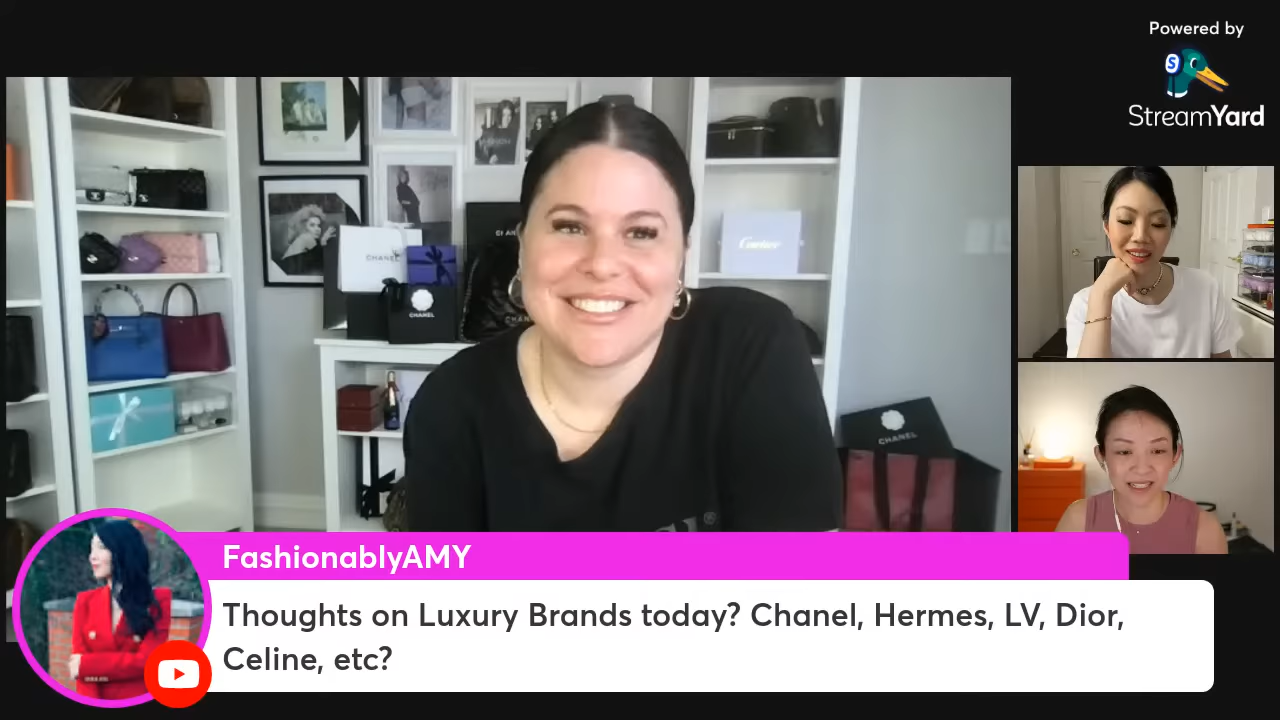 Powered by
S
StreamYard
CHANEL
CHANEL
CHANEL
Cartier
CHANEL
FashionablyAMY
Thoughts on Luxury Brands today? Chanel, Hermes, LV, Dior,
Celine, etc?